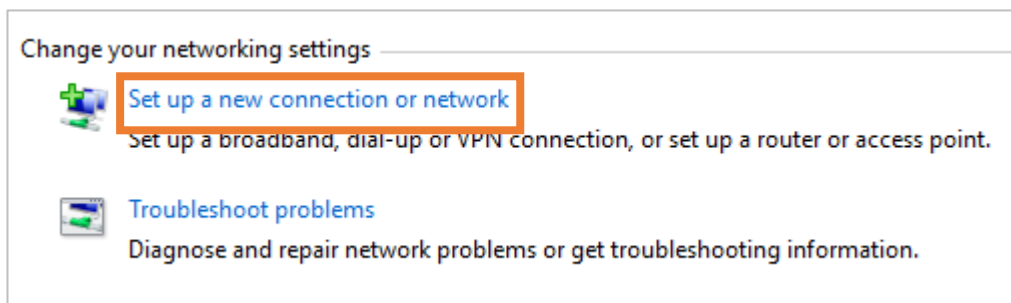 Change your networking settings
Set up a new connection or network
Set up a broadband, dial-up or VPN connection, or set up a router or access point.
Troubleshoot problems
Diagnose and repair network problems or get troubleshooting information.